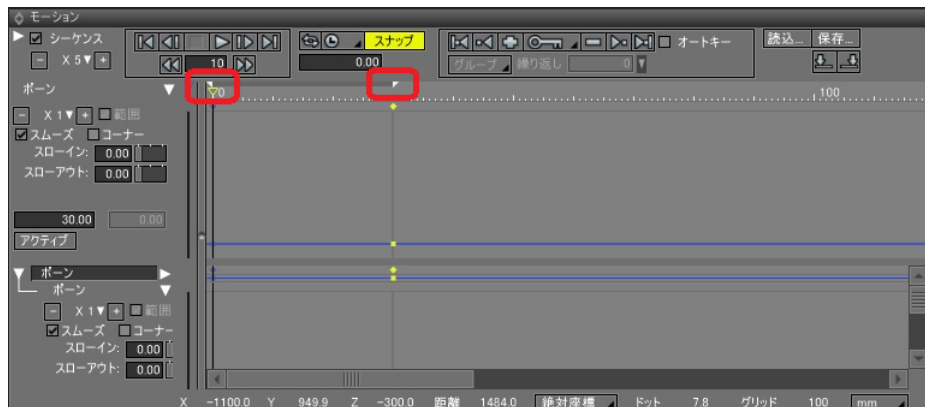 モーション
シーケンス
X 5
10
0.00
スナップ
オートキー
グループ 繰り返し 0
読込... 保存...
ボーン
0
100
X 1 範囲
スムーズ コーナー
スローイン: 0.00
スローアウト: 0.00
30.00 0.00
アクティブ
ボーン
ボーン
X 1 範囲
スムーズ コーナー
スローイン: 0.00
スローアウト: 0.00
X -1100.0 Y 949.9 Z -300.0 距離 1484.0 絶対座標 ドット 7.8 グリッド 100 mm